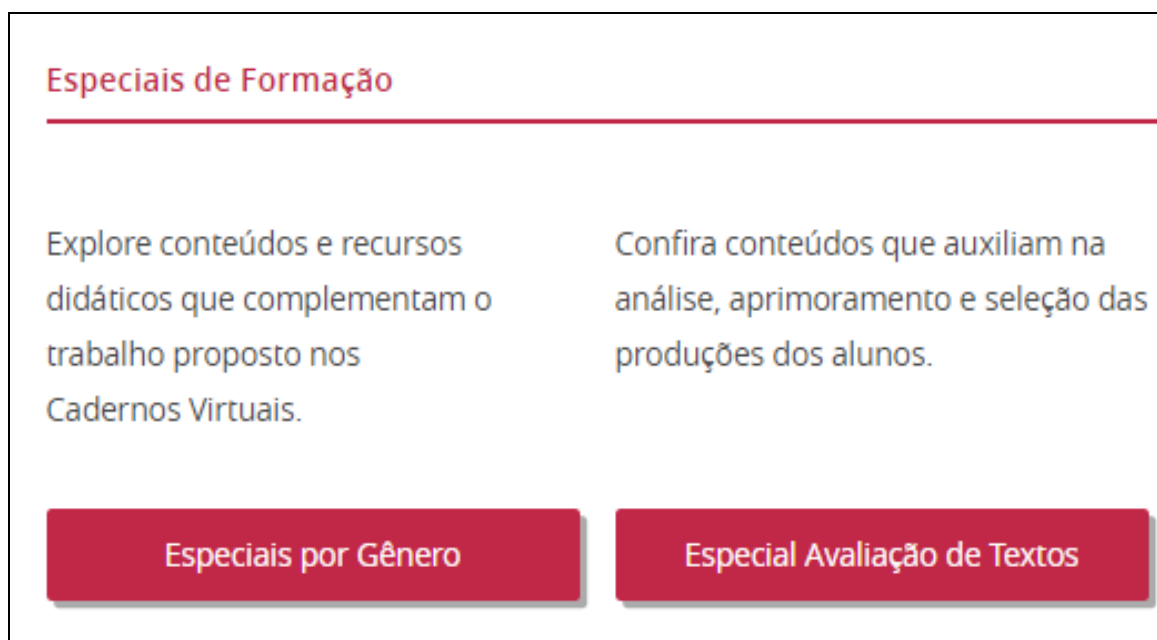 Especiais de Formação
Explore conteúdos e recursos
didáticos que complementam o
trabalho proposto nos
Cadernos Virtuais.
Confira conteúdos que auxiliam na
análise, aprimoramento e seleção das
produções dos alunos.
Especiais por Gênero
Especial Avaliação de Textos